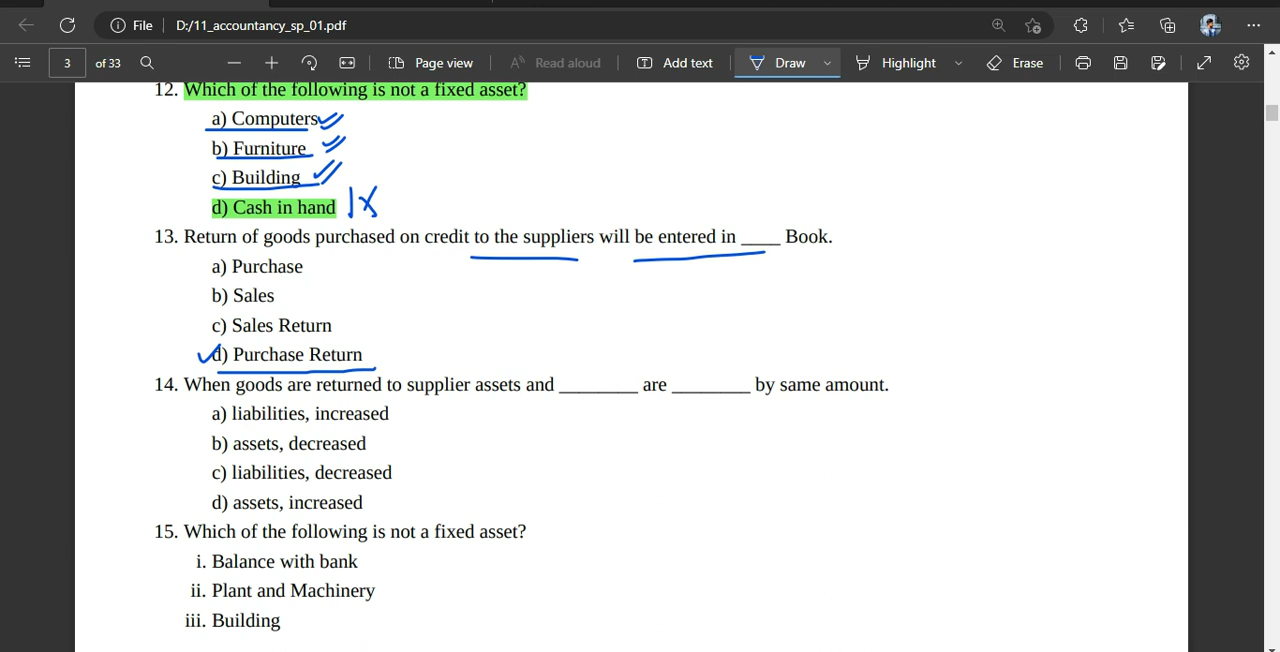 File D:/11_accountancy_sp_01.pdf
3 of 33 Page view Read aloud Add text Draw Highlight Erase
12. Which of the following is not a fixed asset?
a) Computers
b) Furniture
c) Building
d) Cash in hand
13. Return of goods purchased on credit to the suppliers will be entered in ____ Book.
a) Purchase
b) Sales
c) Sales Return
d) Purchase Return
14. When goods are returned to supplier assets and ________ are ________ by same amount.
a) liabilities, increased
b) assets, decreased
c) liabilities, decreased
d) assets, increased
15. Which of the following is not a fixed asset?
i. Balance with bank
ii. Plant and Machinery
iii. Building